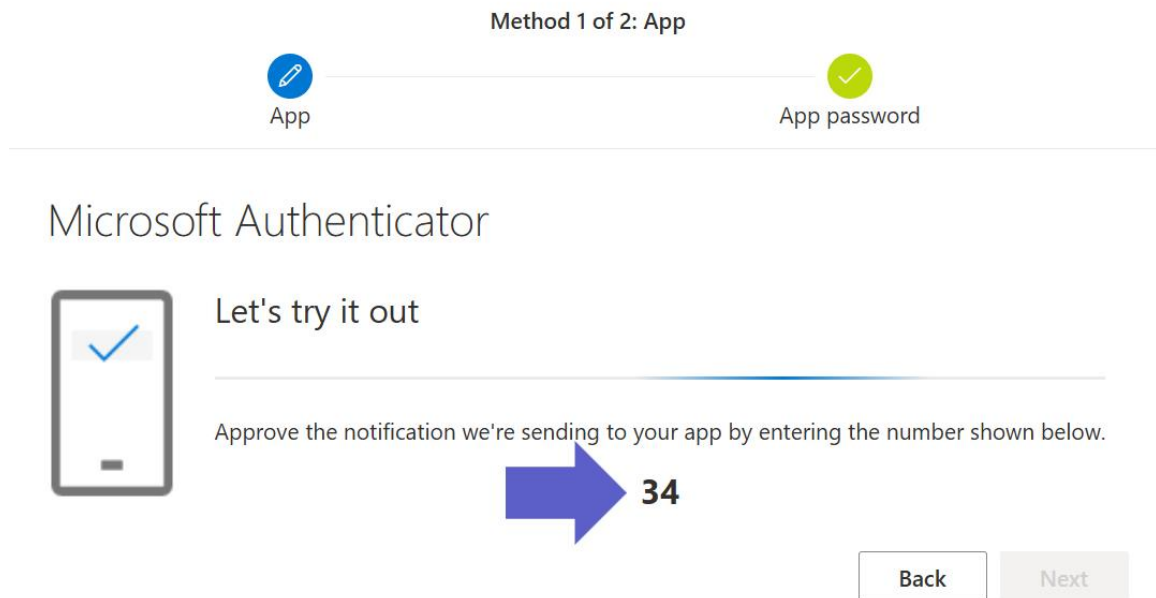 Method 1 of 2: App
App
App password
Microsoft Authenticator
Let's try it out
Approve the notification we're sending to your app by entering the number shown below.
34
Back
Next